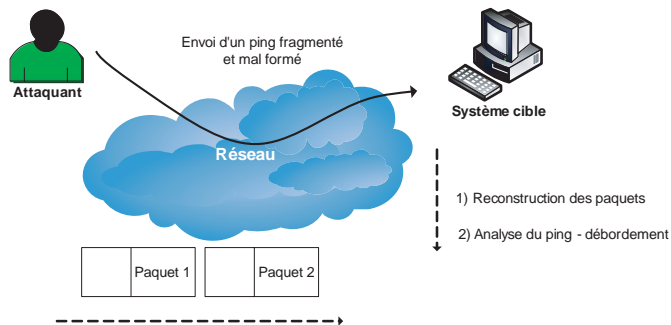 Envoi d'un ping fragmenté
et mal formé
Attaquant
Système cible
Réseau
1) Reconstruction des paquets
2) Analyse du ping - débordement
Paquet 1
Paquet 2